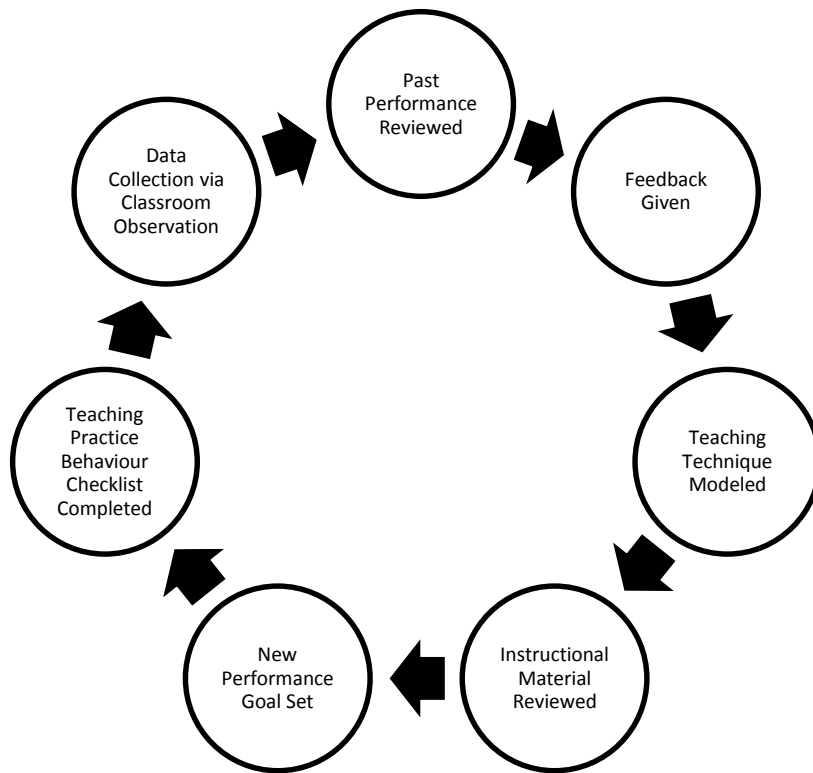 Past
Performance
Reviewed
Feedback
Given
Teaching
Technique
Modeled
Instructional
Material
Reviewed
New
Performance
Goal Set
Teaching
Practice
Behaviour
Checklist
Completed
Data
Collection via
Classroom
Observation